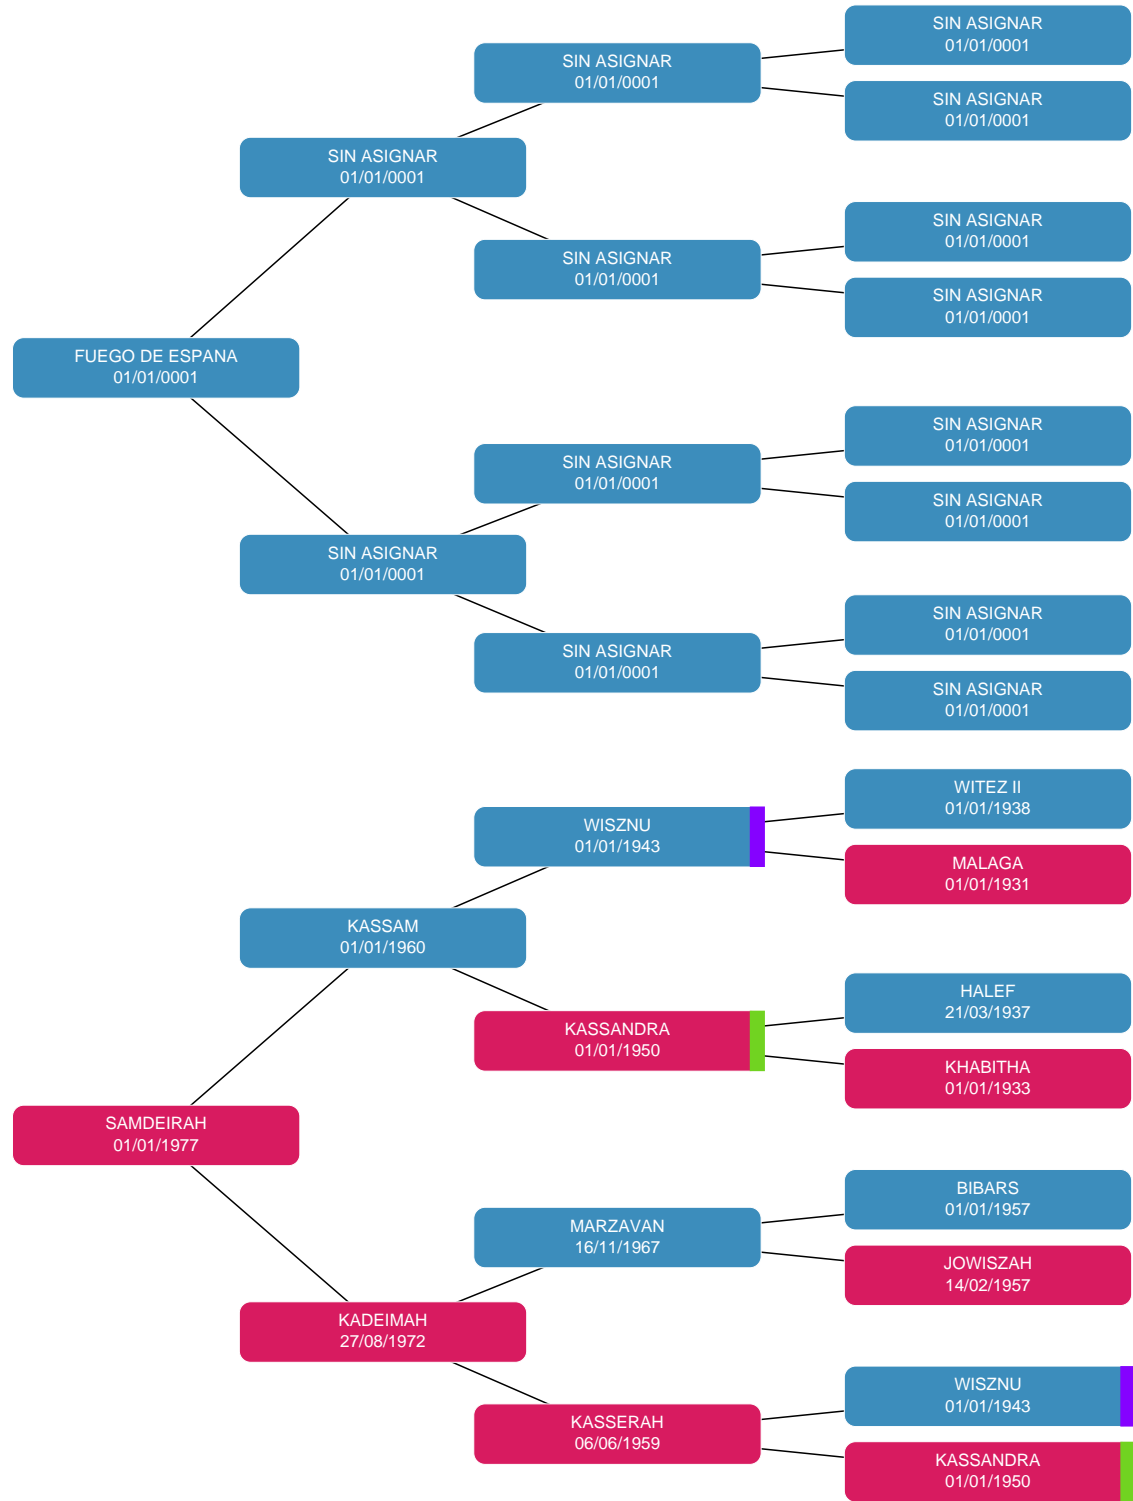 SIN ASIGNAR
01/01/0001
SIN ASIGNAR
01/01/0001
SIN ASIGNAR
01/01/0001
SIN ASIGNAR
01/01/0001
SIN ASIGNAR
01/01/0001
SIN ASIGNAR
01/01/0001
SIN ASIGNAR
01/01/0001
FUEGO DE ESPANA
01/01/0001
SIN ASIGNAR
01/01/0001
SIN ASIGNAR
01/01/0001
SIN ASIGNAR
01/01/0001
SIN ASIGNAR
01/01/0001
SIN ASIGNAR
01/01/0001
SIN ASIGNAR
01/01/0001
SIN ASIGNAR
01/01/0001
WITEZ II
01/01/1938
WISZNU
01/01/1943
MALAGA
01/01/1931
KASSAM
01/01/1960
HALEF
21/03/1937
KASSANDRA
01/01/1950
KHABITHA
01/01/1933
SAMDEIRAH
01/01/1977
BIBARS
01/01/1957
MARZAVAN
16/11/1967
JOWISZAH
14/02/1957
KADEIMAH
27/08/1972
WISZNU
01/01/1943
KASSERAH
06/06/1959
KASSANDRA
01/01/1950